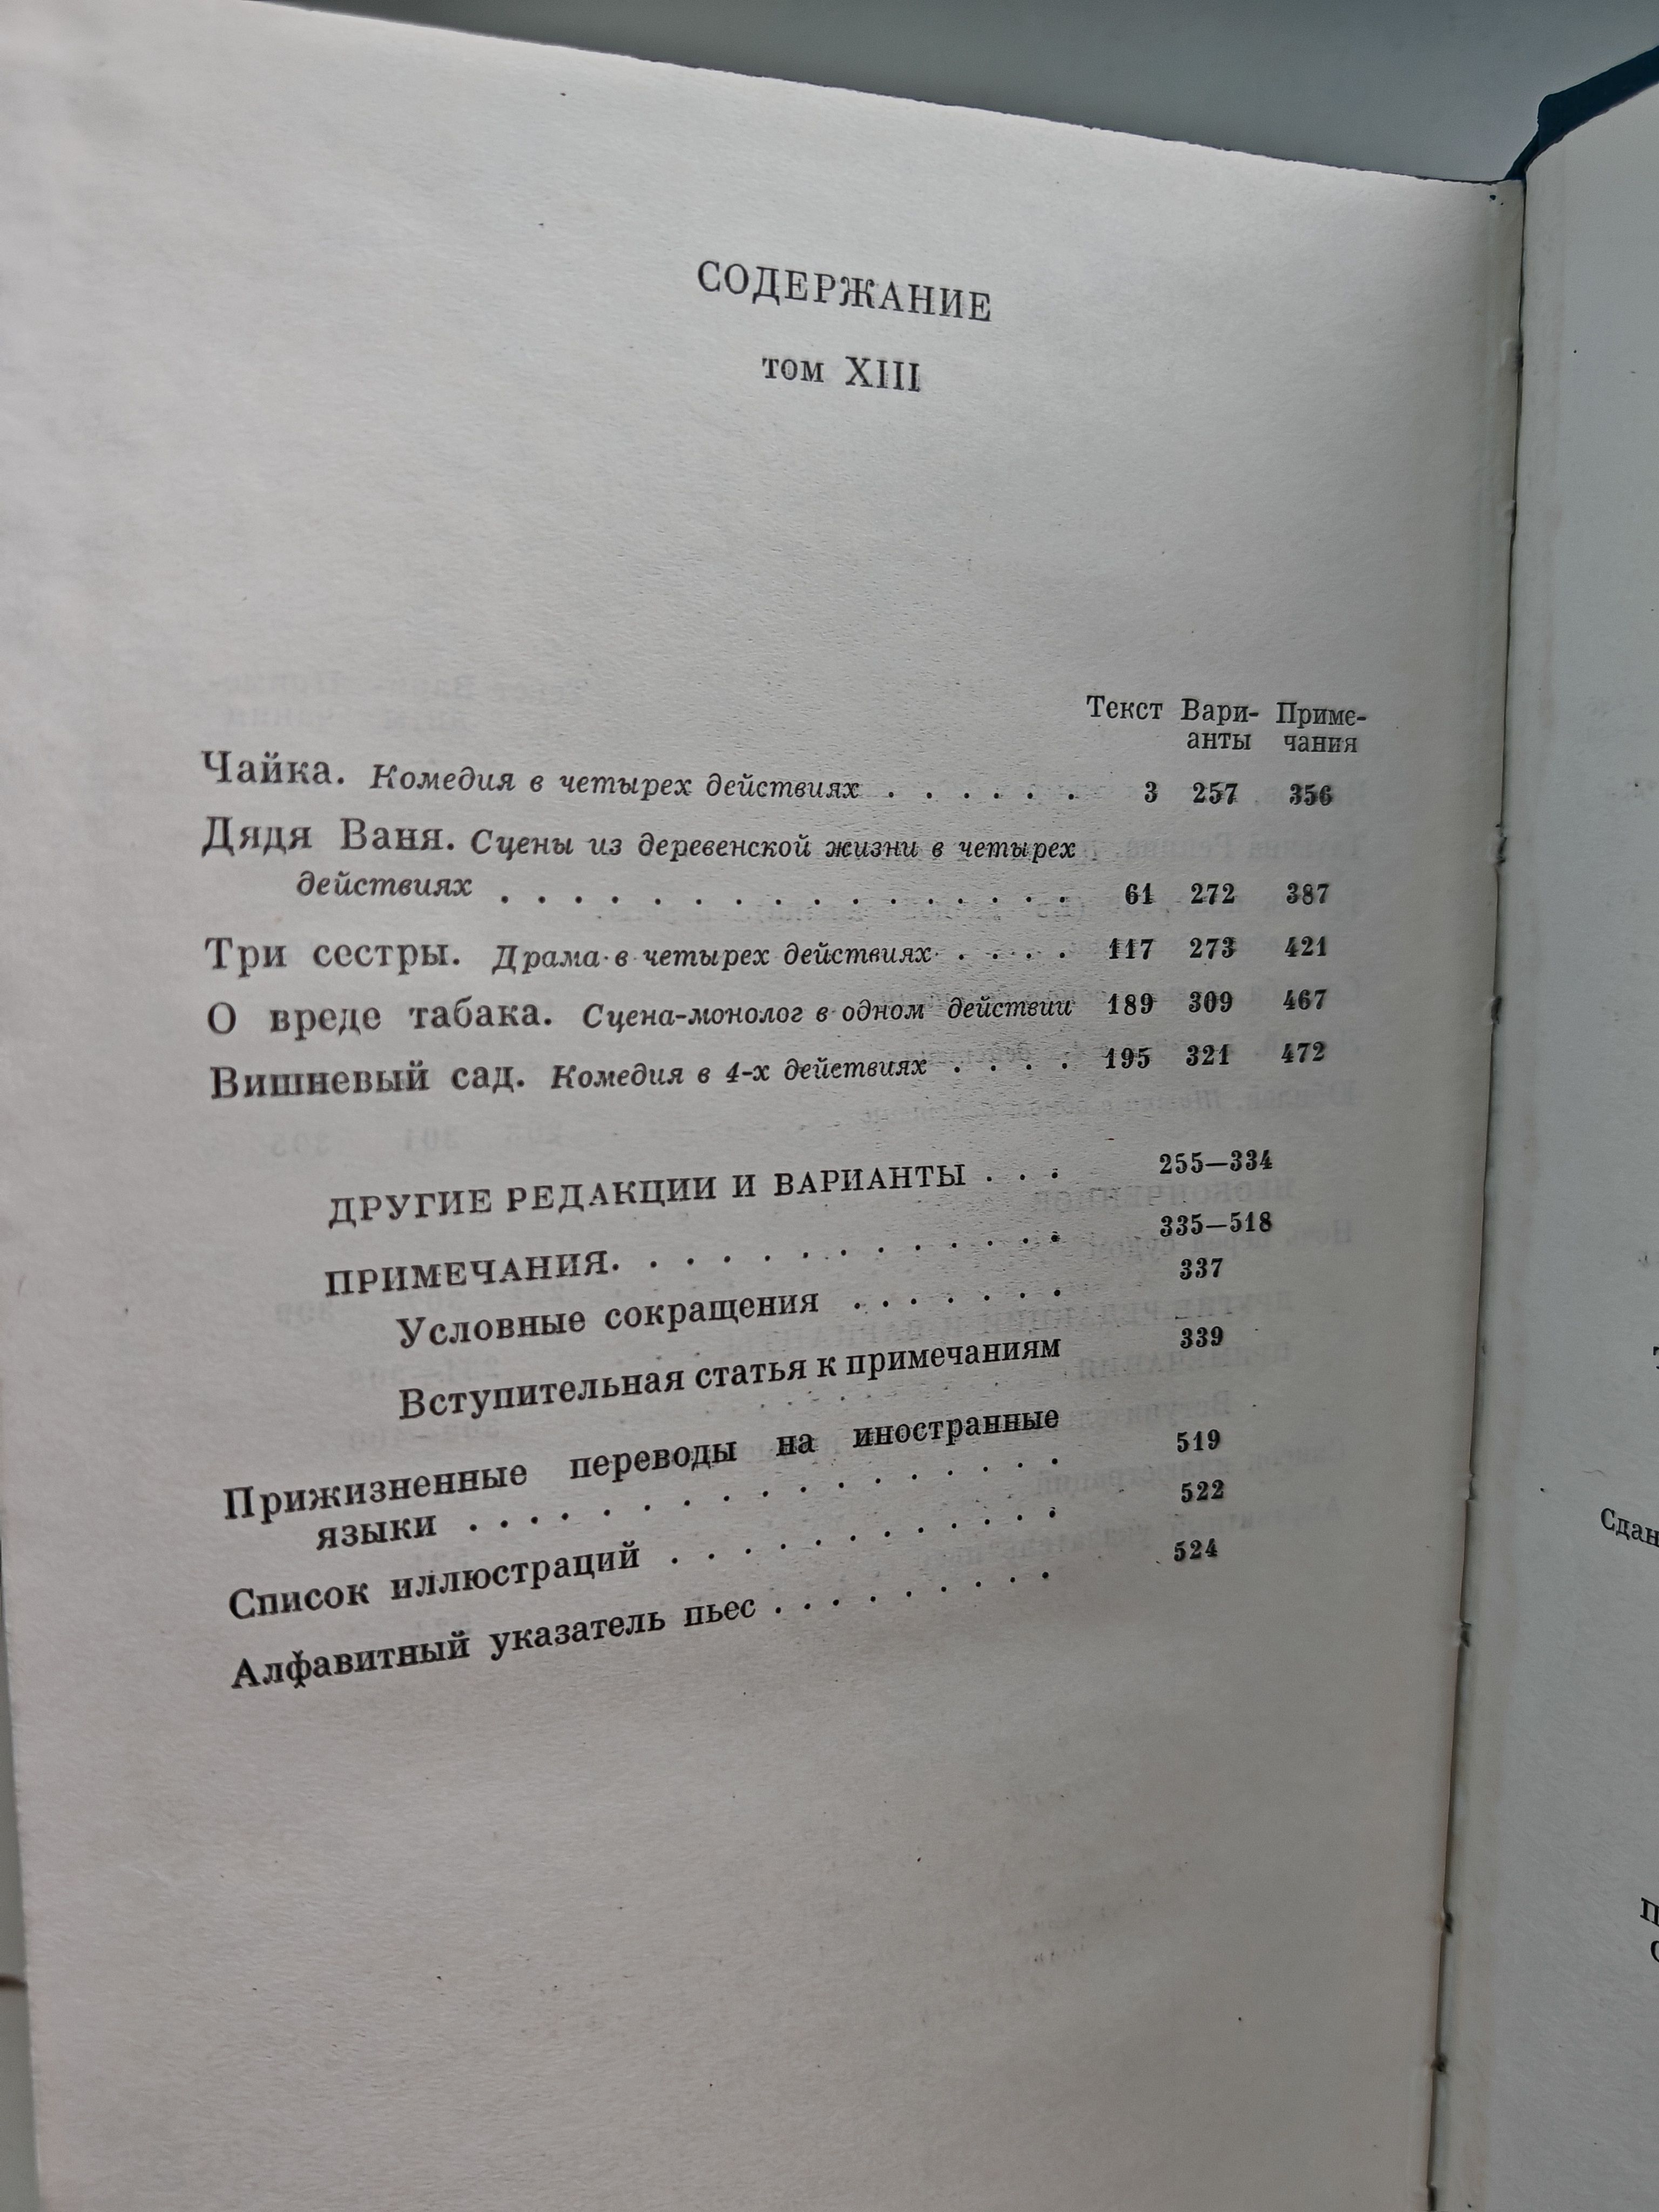 СОДЕРЖАНИЕ
том XIII
Текст Вари- Приме-
анты чания
Чайка. Комедия в четырех действиях . . . . . . 3 257 356
Дядя Ваня. Сцены из деревенской жизни в четырех
действиях . . . . . . . . . . . . . . . 61 272 387
Три сестры. Драма в четырех действиях . . . . 117 273 421
О вреде табака. Сцена-монолог в одном действии 189 309 467
Вишневый сад. Комедия в 4-х действиях . . . . 195 321 472
ДРУГИЕ РЕДАКЦИИ И ВАРИАНТЫ . . . 255—334
ПРИМЕЧАНИЯ. . . . . . . . . . . . 335—518
Условные сокращения . . . . . . . 337
Вступительная статья к примечаниям 339
Прижизненные переводы на иностранные
языки . . . . . . . . . . . . . . . 519
Список иллюстраций . . . . . . . . . . . 522
Алфавитный указатель пьес . . . . . . . . . 524